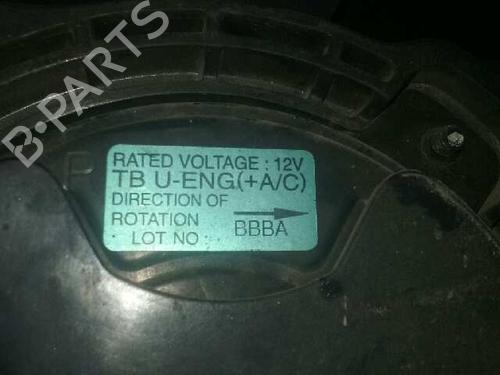 B-PARTS
F
RATED VOLTAGE : 12V
TB U-ENG(+A/C)
DIRECTION OF
ROTATION
LOT NO BBBA